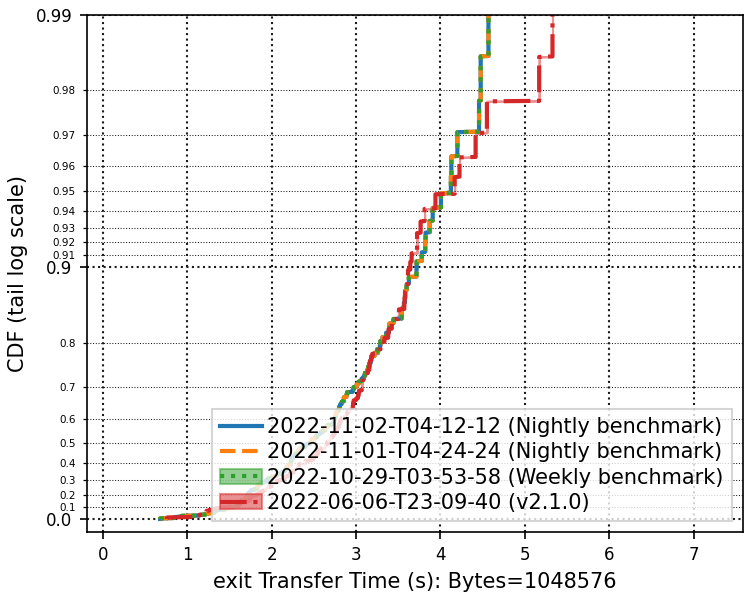 0.99
0.98
0.97
0.96
0.95
0.94
0.93
0.92
0.91
0.9
0.8
0.7
0.6
0.5
0.4
0.3
0.2
0.1
0.0
CDF (tail log scale)
2022-11-02-T04-12-12 (Nightly benchmark)
2022-11-01-T04-24-24 (Nightly benchmark)
2022-10-29-T03-53-58 (Weekly benchmark)
2022-06-06-T23-09-40 (v2.1.0)
0 1 2 3 4 5 6 7
exit Transfer Time (s): Bytes=1048576